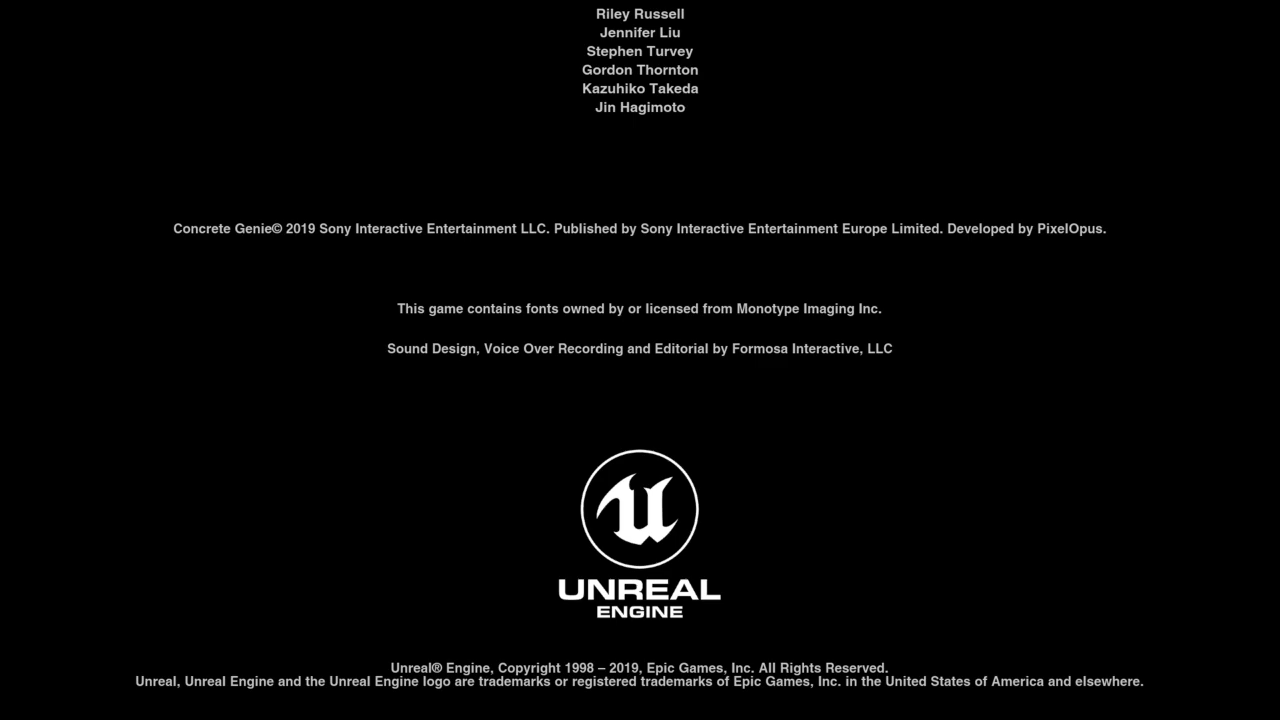 Riley Russell
Jennifer Liu
Stephen Turvey
Gordon Thornton
Kazuhiko Takeda
Jin Hagimoto
Concrete Genie© 2019 Sony Interactive Entertainment LLC. Published by Sony Interactive Entertainment Europe Limited. Developed by PixelOpus.
This game contains fonts owned by or licensed from Monotype Imaging Inc.
Sound Design, Voice Over Recording and Editorial by Formosa Interactive, LLC
UNREAL
ENGINE
Unreal® Engine, Copyright 1998 – 2019, Epic Games, Inc. All Rights Reserved.
Unreal, Unreal Engine and the Unreal Engine logo are trademarks or registered trademarks of Epic Games, Inc. in the United States of America and elsewhere.